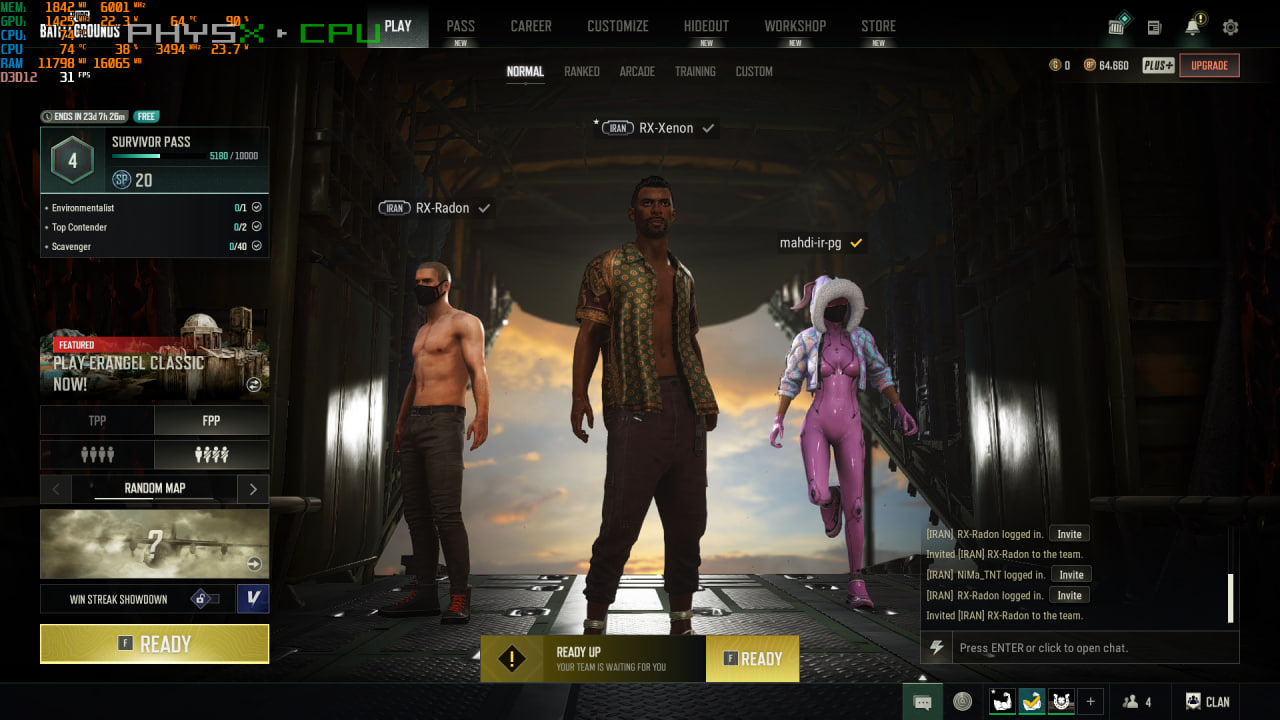 MEM 1842 MB 6001 MHz
GPU 22.3 W 64 °C 90 %
CPU 74
CPU 74 °C 38 % 3494 MHz 23.7 W
RAM 11798 MB 16065 MB
D3D12 31 FPS
BATTLEGROUNDS
PHYSX > CPU
PLAY
PASS
NEW
CAREER
CUSTOMIZE
HIDEOUT
NEW
WORKSHOP
NEW
STORE
NEW
NORMAL
RANKED
ARCADE
TRAINING
CUSTOM
G 0
BP 64,660
PLUS+
UPGRADE
ENDS IN 23d 7h 26m
FREE
4
SURVIVOR PASS
5180 / 10000
SP 20
Environmentalist 0/1
Top Contender 0/2
Scavenger 0/40
IRAN RX-Xenon
IRAN RX-Radon
mahdi-ir-pg
FEATURED
PLAY ERANGEL CLASSIC
NOW!
TPP
FPP
RANDOM MAP
?
WIN STREAK SHOWDOWN
V
F READY
!
READY UP
YOUR TEAM IS WAITING FOR YOU
F READY
[IRAN] RX-Radon logged in. Invite
Invited [IRAN] RX-Radon to the team.
[IRAN] NiMa_TNT logged in. Invite
[IRAN] RX-Radon logged in. Invite
Invited [IRAN] RX-Radon to the team.
Press ENTER or click to open chat.
+
4
CLAN